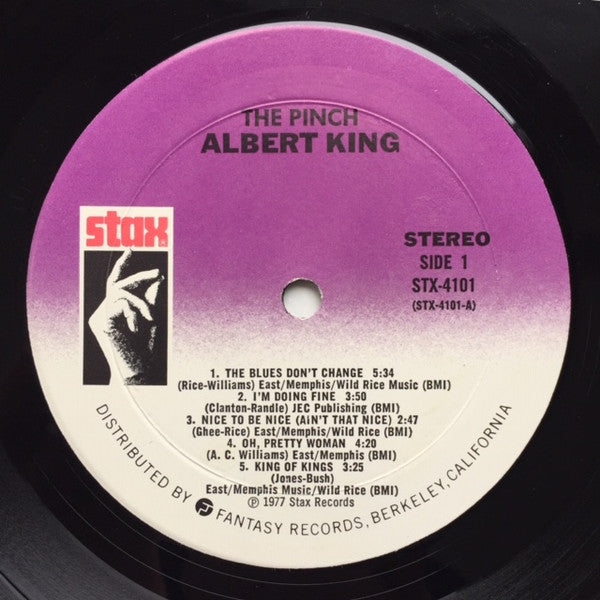 THE PINCH
ALBERT KING
stax®
STEREO
SIDE 1
STX-4101
(STX-4101-A)
1. THE BLUES DON'T CHANGE 5:34
(Rice-Williams) East/Memphis/Wild Rice Music (BMI)
2. I'M DOING FINE 3:50
(Clanton-Randle) JEC Publishing (BMI)
3. NICE TO BE NICE (AiN'T THAT NICE) 2:47
(Ghee-Rice) East/Memphis/Wild Rice (BMI)
4. OH, PRETTY WOMAN 4:20
(A. C. Williams) East/Memphis (BMI)
5. KING OF KINGS 3:25
(Jones-Bush)
East/Memphis Music/Wild Rice (BMI)
℗ 1977 Stax Records
DISTRIBUTED BY F FANTASY RECORDS, BERKELEY, CALIFORNIA